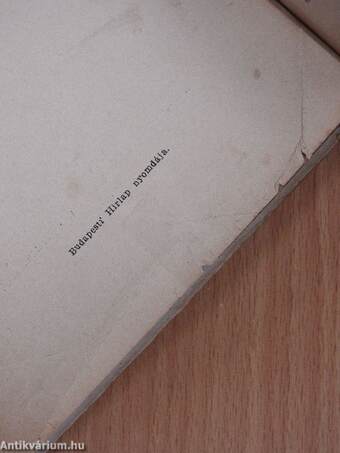 Budapesti Hirlap nyomdája.
Antikvárium.hu